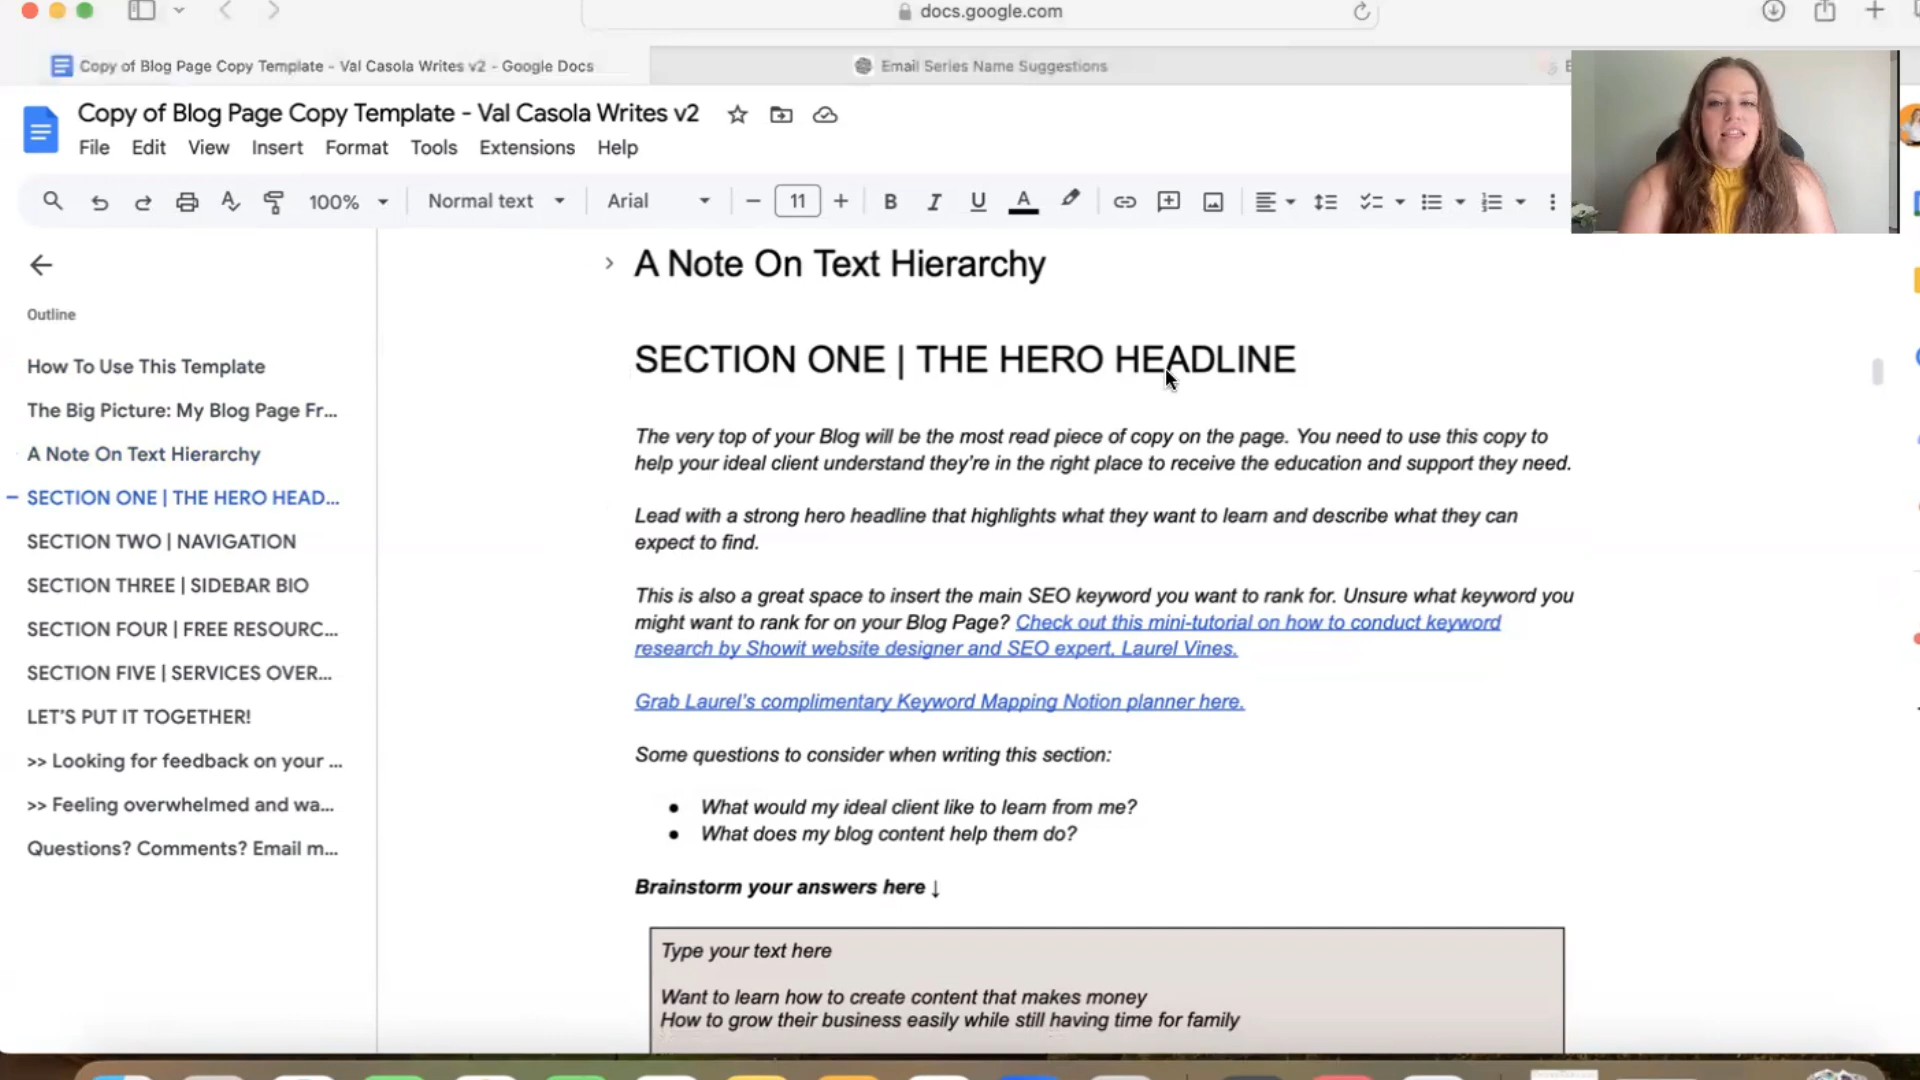 docs.google.com
Copy of Blog Page Copy Template - Val Casola Writes v2 - Google Docs
Email Series Name Suggestions
Copy of Blog Page Copy Template - Val Casola Writes v2
File Edit View Insert Format Tools Extensions Help
100% Normal text Arial 11 B I U A
Outline
How To Use This Template
The Big Picture: My Blog Page Fr...
A Note On Text Hierarchy
SECTION ONE | THE HERO HEAD...
SECTION TWO | NAVIGATION
SECTION THREE | SIDEBAR BIO
SECTION FOUR | FREE RESOURC...
SECTION FIVE | SERVICES OVER...
LET'S PUT IT TOGETHER!
>> Looking for feedback on your ...
>> Feeling overwhelmed and wa...
Questions? Comments? Email m...
A Note On Text Hierarchy
SECTION ONE | THE HERO HEADLINE
The very top of your Blog will be the most read piece of copy on the page. You need to use this copy to
help your ideal client understand they're in the right place to receive the education and support they need.
Lead with a strong hero headline that highlights what they want to learn and describe what they can
expect to find.
This is also a great space to insert the main SEO keyword you want to rank for. Unsure what keyword you
might want to rank for on your Blog Page? Check out this mini-tutorial on how to conduct keyword
research by Showit website designer and SEO expert, Laurel Vines.
Grab Laurel's complimentary Keyword Mapping Notion planner here.
Some questions to consider when writing this section:
● What would my ideal client like to learn from me?
● What does my blog content help them do?
Brainstorm your answers here ↓
Type your text here
Want to learn how to create content that makes money
How to grow their business easily while still having time for family